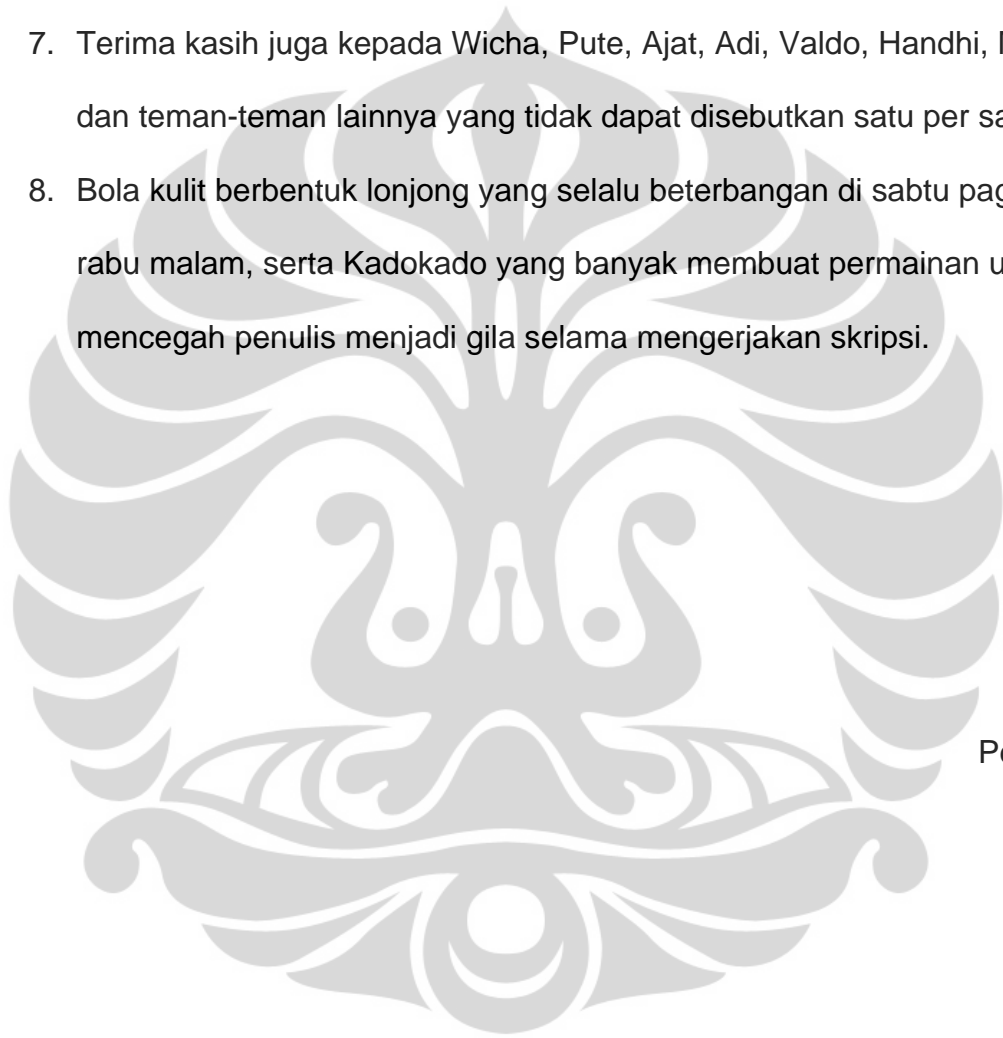 7. Terima kasih juga kepada Wicha, Pute, Ajat, Adi, Valdo, Handhi,
dan teman-teman lainnya yang tidak dapat disebutkan satu per
8. Bola kulit berbentuk lonjong yang selalu beterbangan di sabtu
rabu malam, serta Kadokado yang banyak membuat permainan
mencegah penulis menjadi gila selama mengerjakan skripsi.